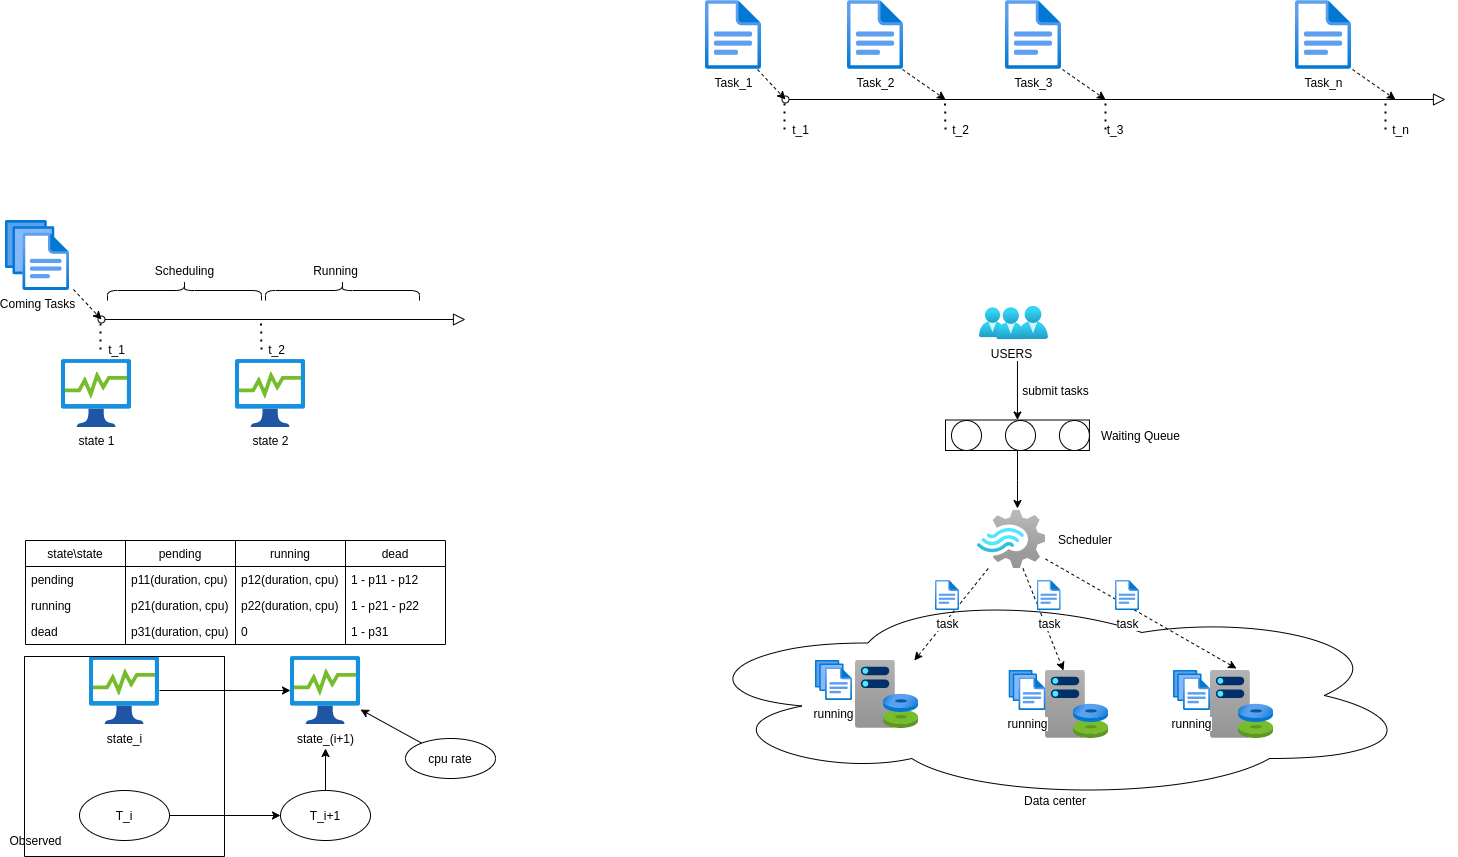 Task_1
Task_2
Task_3
Task_n
t_1
t_2
t_3
t_n
Scheduling
Running
Coming Tasks
t_1
t_2
state 1
state 2
USERS
submit tasks
Waiting Queue
Scheduler
task
task
task
running
running
running
Data center
state\state pending running dead
pending p11(duration, cpu) p12(duration, cpu) 1 - p11 - p12
running p21(duration, cpu) p22(duration, cpu) 1 - p21 - p22
dead p31(duration, cpu) 0 1 - p31
state_i
state_(i+1)
cpu rate
T_i
T_i+1
Observed